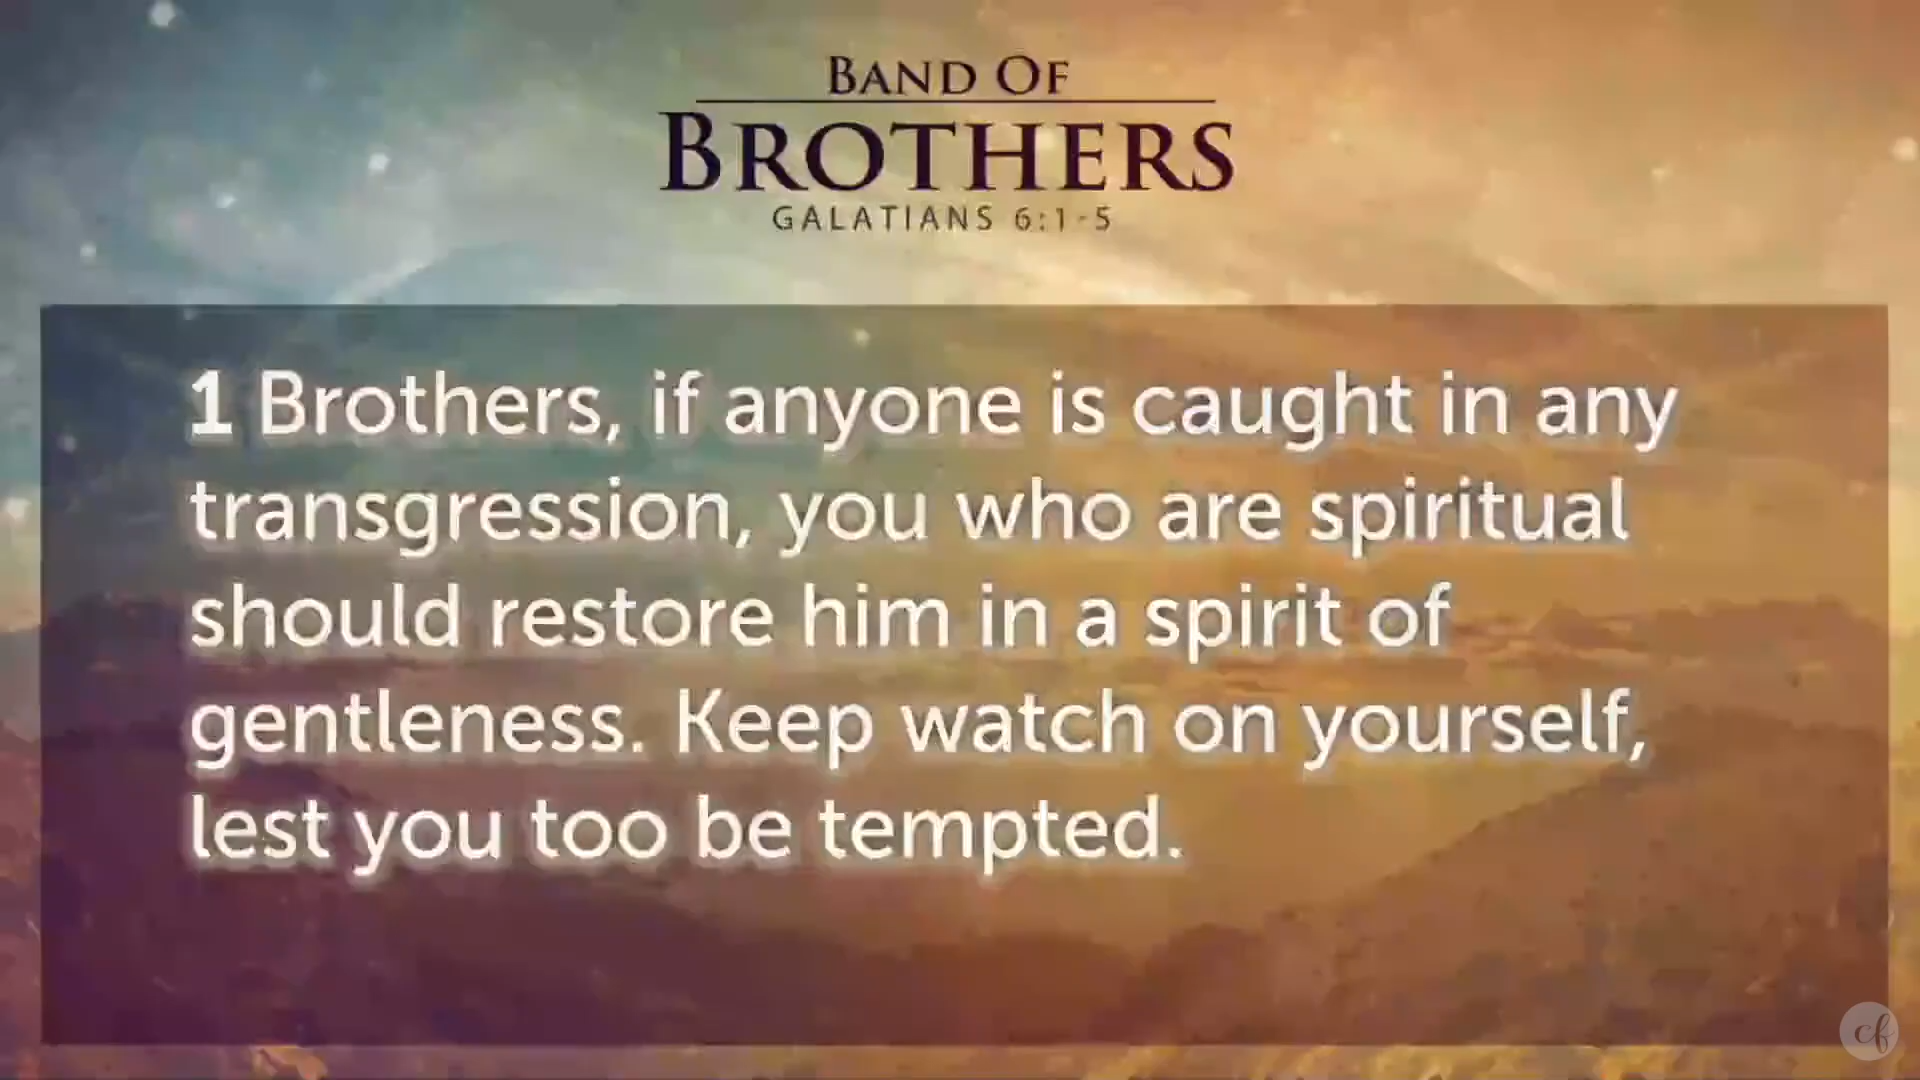 BAND OF
BROTHERS
GALATIANS 6:1-5
1 Brothers, if anyone is caught in any
transgression, you who are spiritual
should restore him in a spirit of
gentleness. Keep watch on yourself,
lest you too be tempted.
cf